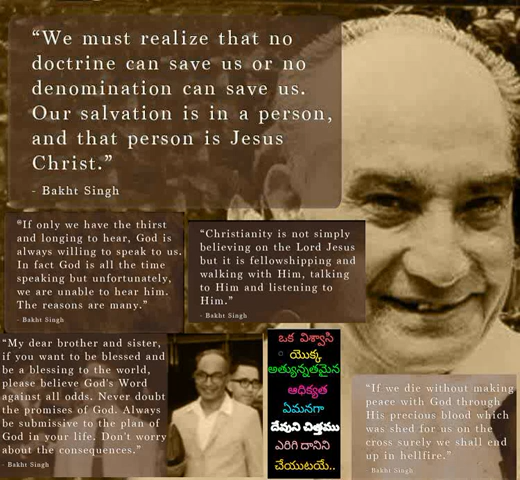 “We must realize that no
doctrine can save us or no
denomination can save us.
Our salvation is in a person,
and that person is Jesus
Christ.”
- Bakht Singh
“If only we have the thirst
and longing to hear, God is
always willing to speak to us.
In fact God is all the time
speaking but unfortunately,
we are unable to hear him.
The reasons are many.”
- Bakht Singh
“Christianity is not simply
believing on the Lord Jesus
but it is fellowshipping and
walking with Him, talking
to Him and listening to
Him.”
- Bakht Singh
“My dear brother and sister,
if you want to be blessed and
be a blessing to the world,
please believe God's Word
against all odds. Never doubt
the promises of God. Always
be submissive to the plan of
God in your life. Don't worry
about the consequences.”
- Bakht Singh
ఒక విశ్వాసి
యొక్క
అత్యున్నతమైన
ఆధిక్యత
ఏమనగా
దేవుని చిత్తము
ఎరిగి దానిని
చేయుటయే..
“If we die without making
peace with God through
His precious blood which
was shed for us on the
cross surely we shall end
up in hellfire.”
- Bakht Singh